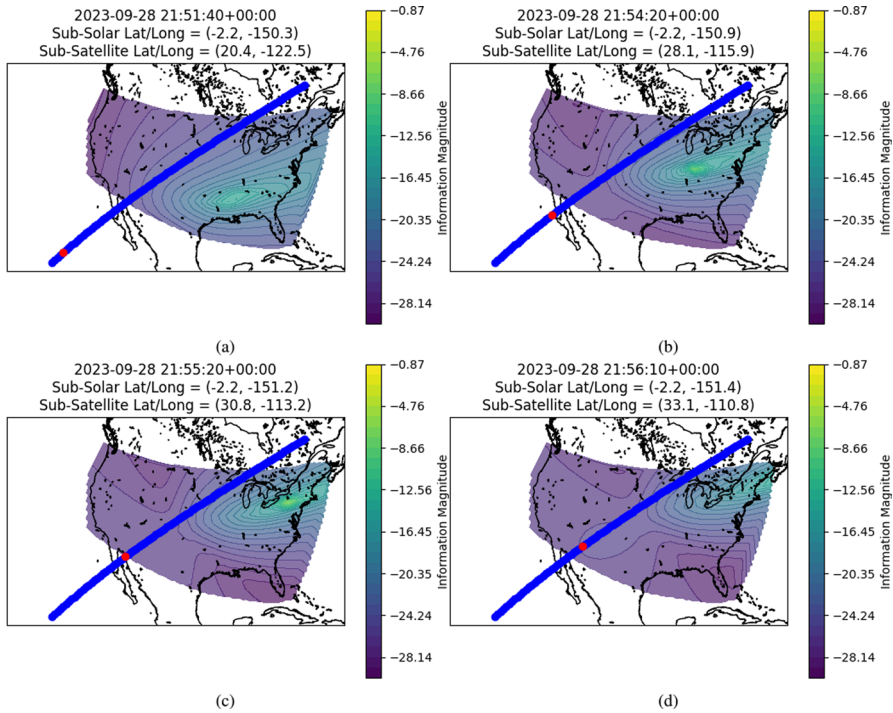 2023-09-28 21:51:40+00:00
Sub-Solar Lat/Long = (-2.2, -150.3)
Sub-Satellite Lat/Long = (20.4, -122.5)
−0.87
−4.76
−8.66
−12.56
−16.45
−20.35
−24.24
−28.14
Information Magnitude
(a)
2023-09-28 21:54:20+00:00
Sub-Solar Lat/Long = (-2.2, -150.9)
Sub-Satellite Lat/Long = (28.1, -115.9)
−0.87
−4.76
−8.66
−12.56
−16.45
−20.35
−24.24
−28.14
Information Magnitude
(b)
2023-09-28 21:55:20+00:00
Sub-Solar Lat/Long = (-2.2, -151.2)
Sub-Satellite Lat/Long = (30.8, -113.2)
−0.87
−4.76
−8.66
−12.56
−16.45
−20.35
−24.24
−28.14
Information Magnitude
(c)
2023-09-28 21:56:10+00:00
Sub-Solar Lat/Long = (-2.2, -151.4)
Sub-Satellite Lat/Long = (33.1, -110.8)
−0.87
−4.76
−8.66
−12.56
−16.45
−20.35
−24.24
−28.14
Information Magnitude
(d)